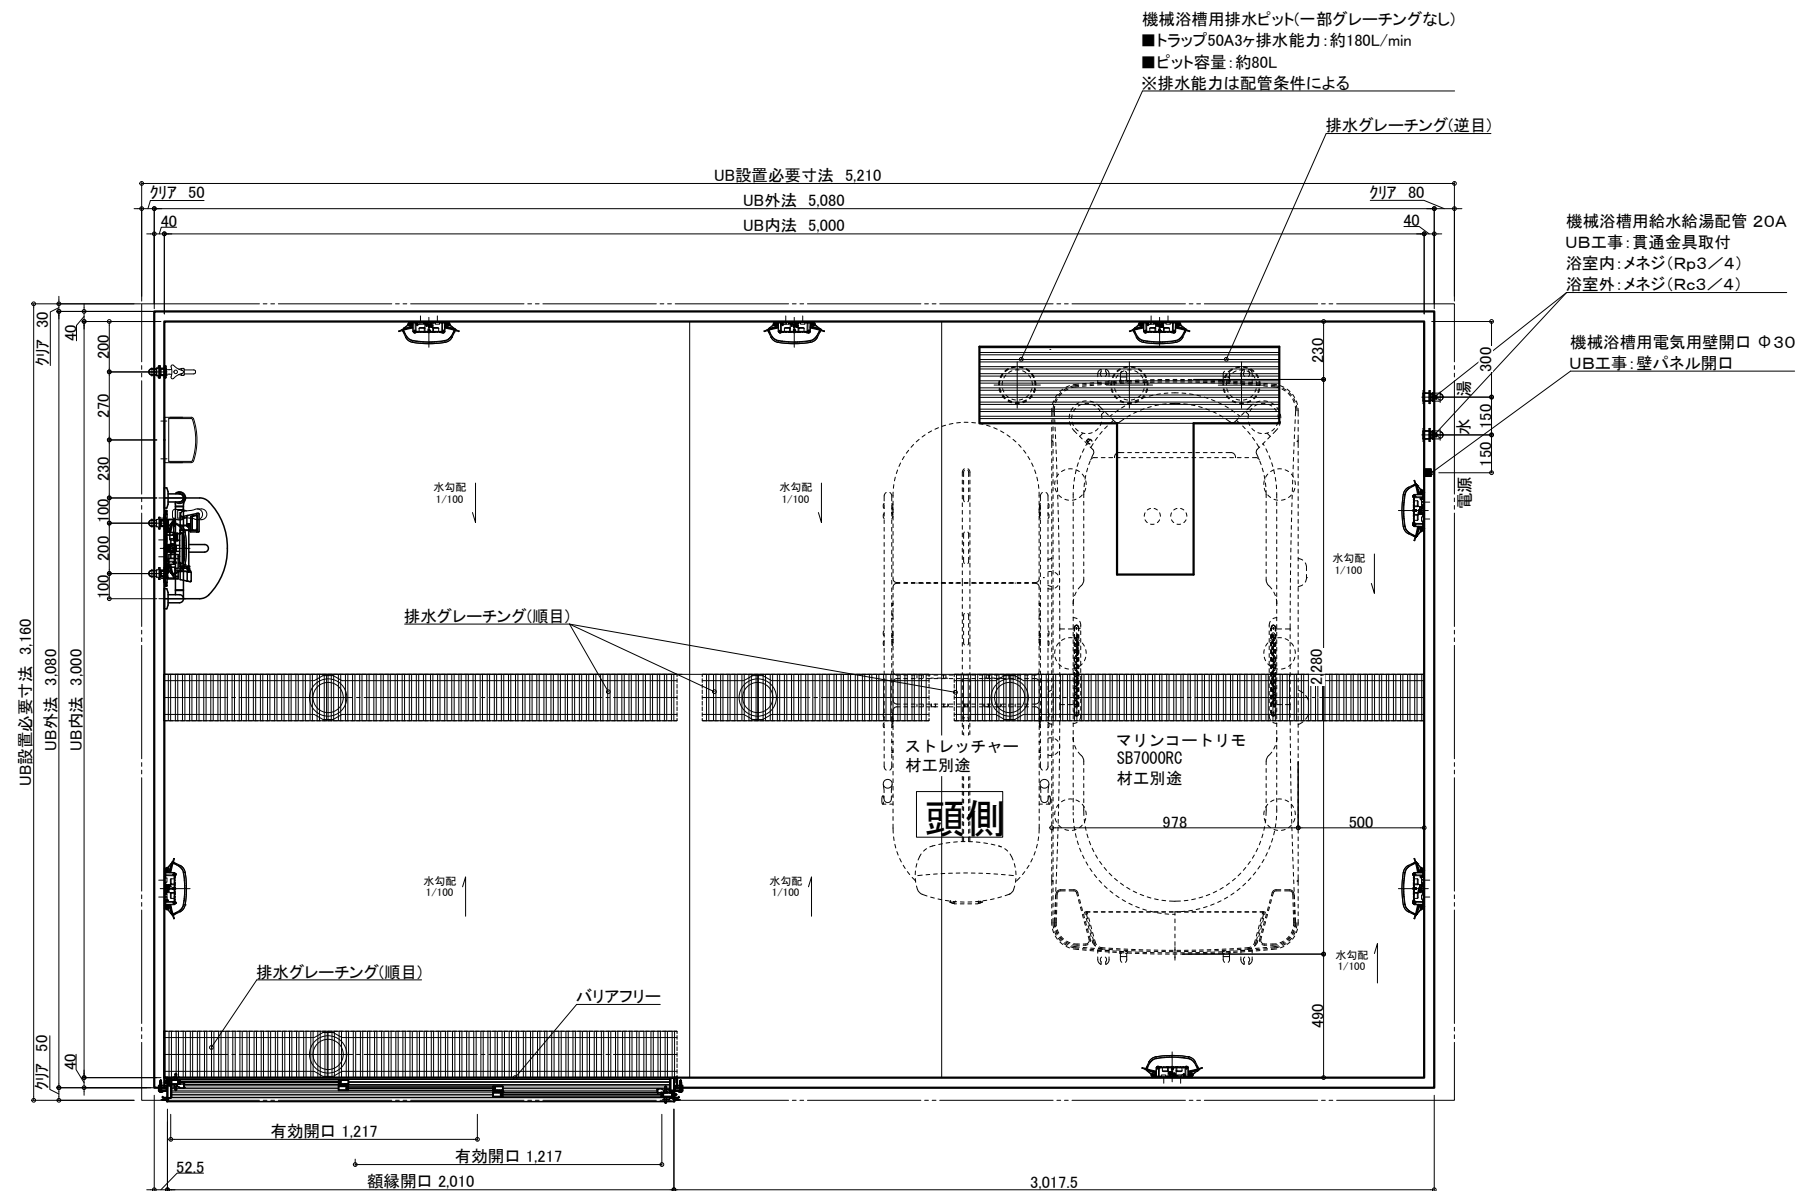 機械浴槽用排水ピット(一部グレーチングなし)
■トラップ50A3ヶ排水能力：約180L/min
■ピット容量：約80L
※排水能力は配管条件による
排水グレーチング(逆目)
UB設置必要寸法 5,210
クリア 50
UB外法 5,080
クリア 80
40
UB内法 5,000
40
機械浴槽用給水給湯配管 20A
UB工事：貫通金具取付
浴室内：メネジ(Rp3／4)
浴室外：メネジ(Rc3／4)
機械浴槽用電気用壁開口 Φ30
UB工事：壁パネル開口
クリア 30
40
200
270
230
100
200
100
230
300
湯
150
水
150
電源
水勾配
1/100
水勾配
1/100
水勾配
1/100
排水グレーチング(順目)
UB設置必要寸法 3,160
UB外法 3,080
UB内法 3,000
2,280
ストレッチャー
材工別途
マリンコートリモ
SB7000RC
材工別途
頭側
978
500
水勾配
1/100
水勾配
1/100
水勾配
1/100
排水グレーチング(順目)
バリアフリー
490
クリア 50
40
有効開口 1,217
有効開口 1,217
52.5
額縁開口 2,010
3,017.5